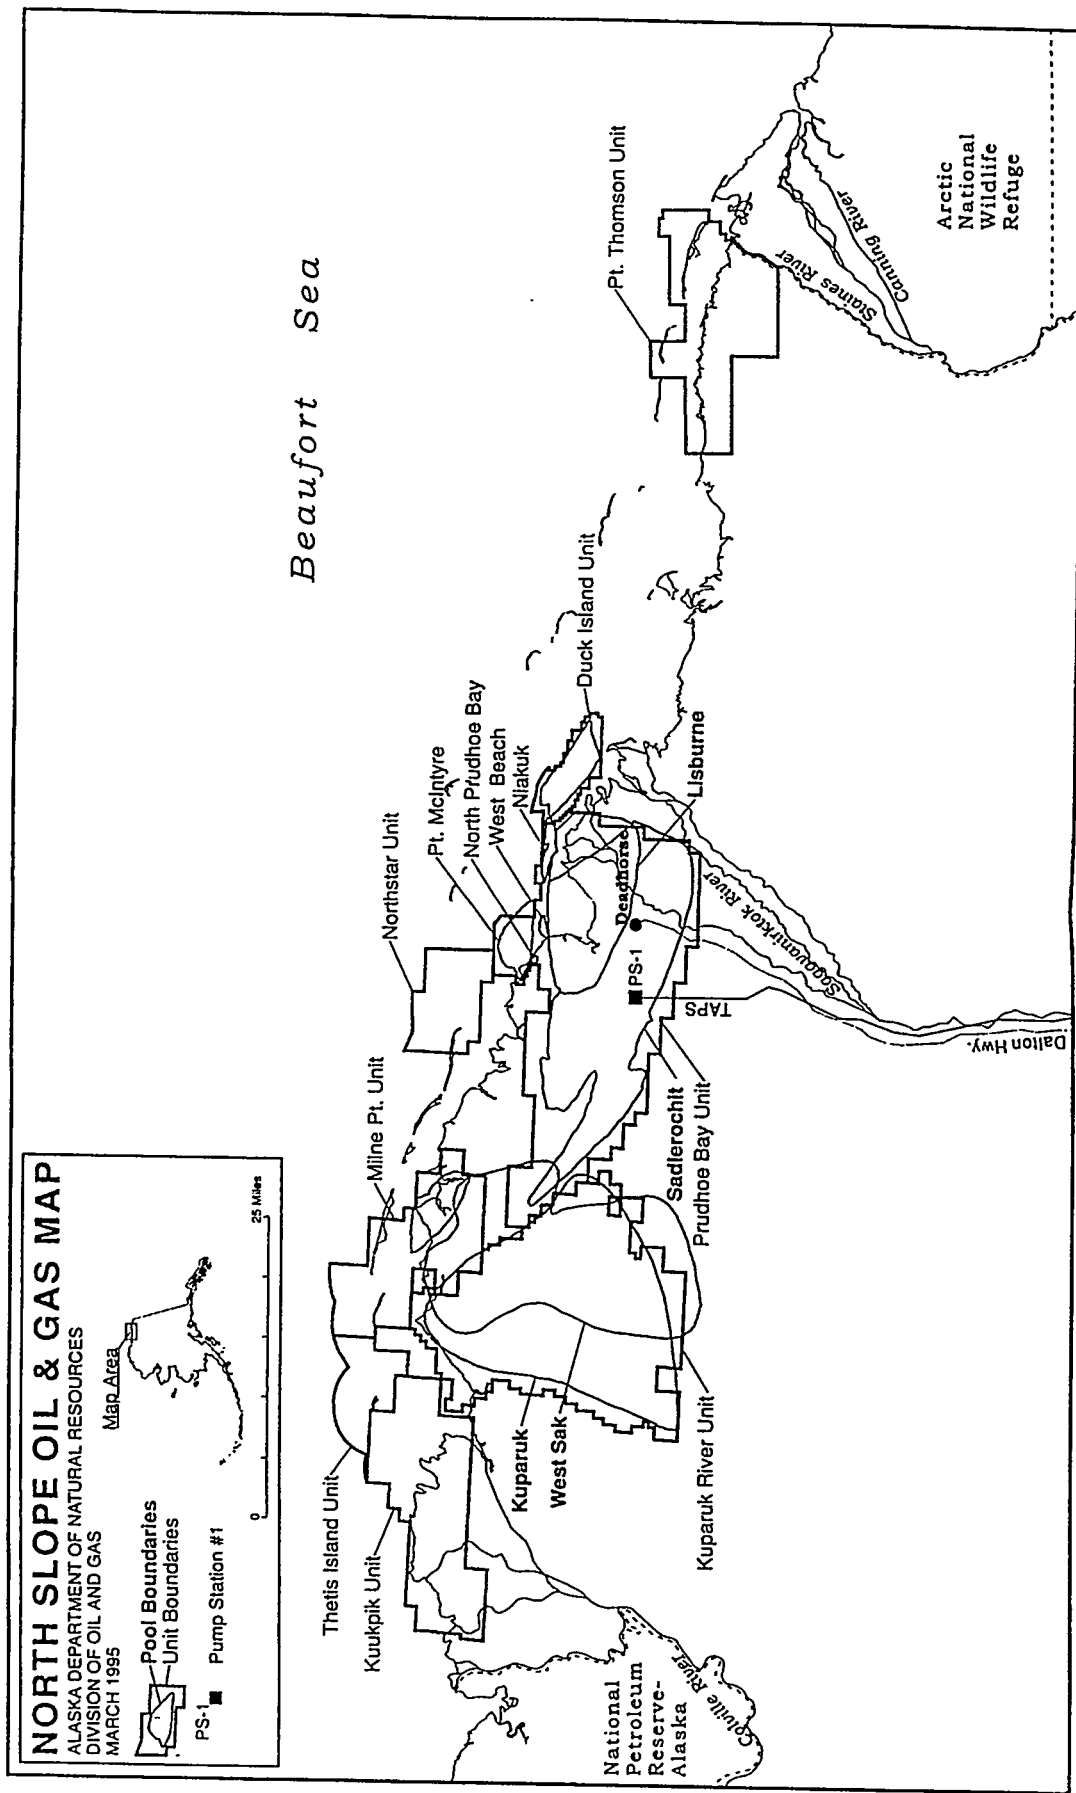 NORTH SLOPE OIL & GAS MAP
ALASKA DEPARTMENT OF NATURAL RESOURCES
DIVISION OF OIL AND GAS
MARCH 1995
Pool Boundaries
Unit Boundaries
PS-1
Pump Station #1
Map Area
0
25 Miles
Beaufort Sea
Thetis Island Unit
Kuukpik Unit
Milne Pt. Unit
Northstar Unit
Pt. McIntyre
North Prudhoe Bay
West Beach
Niakuk
Duck Island Unit
Pt. Thomson Unit
Kuparuk
West Sak
Kuparuk River Unit
Sadlerochit
Prudhoe Bay Unit
Lisburne
Deadhorse
PS-1
TAPS
Dalton Hwy.
Sagavanirktok River
Staines River
Canning River
Arctic
National
Wildlife
Refuge
National
Petroleum
Reserve-
Alaska
Colville River